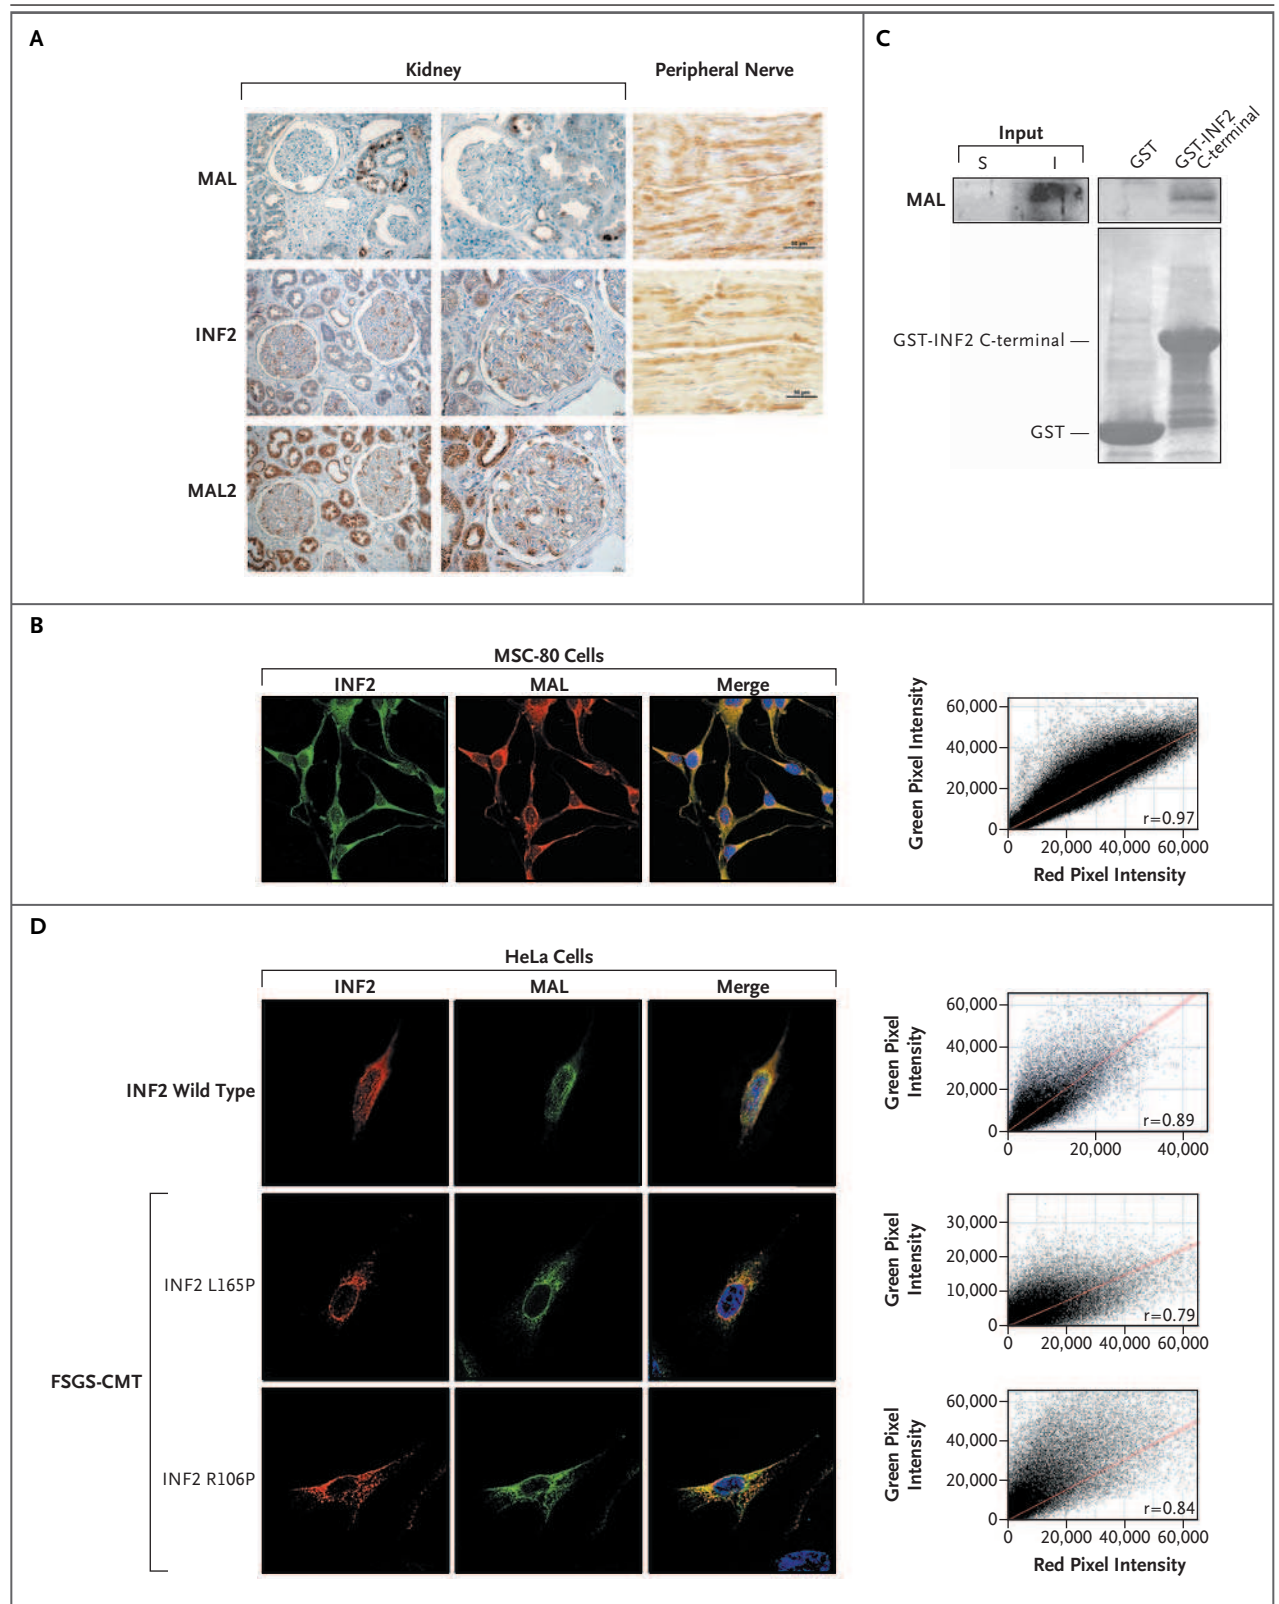 A
Kidney
Peripheral Nerve
MAL
50 µm
INF2
50 µm
MAL2
C
Input
S
I
GST
GST-INF2
C-terminal
MAL
GST-INF2 C-terminal
GST
B
MSC-80 Cells
INF2
MAL
Merge
Green Pixel Intensity
60,000
40,000
20,000
0
r=0.97
0
20,000
40,000
60,000
Red Pixel Intensity
D
HeLa Cells
INF2
MAL
Merge
INF2 Wild Type
Green Pixel
Intensity
60,000
40,000
20,000
0
r=0.89
0
20,000
40,000
FSGS-CMT
INF2 L165P
Green Pixel
Intensity
30,000
20,000
10,000
0
r=0.79
0
20,000
40,000
60,000
INF2 R106P
Green Pixel
Intensity
60,000
40,000
20,000
0
r=0.84
0
20,000
40,000
60,000
Red Pixel Intensity